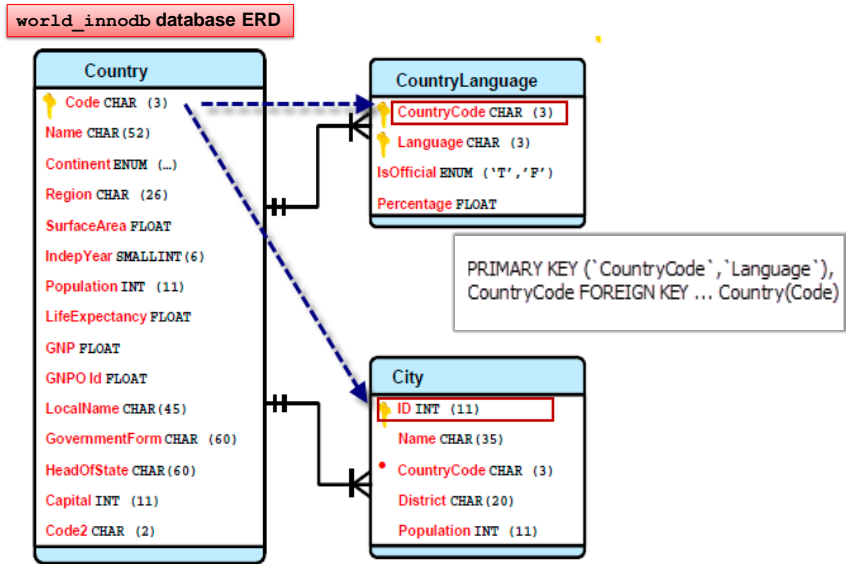 world_innodb database ERD
Country
Code CHAR (3)
Name CHAR(52)
Continent ENUM (…)
Region CHAR (26)
SurfaceArea FLOAT
IndepYear SMALLINT(6)
Population INT (11)
LifeExpectancy FLOAT
GNP FLOAT
GNPO Id FLOAT
LocalName CHAR(45)
GovernmentForm CHAR (60)
HeadOfState CHAR(60)
Capital INT (11)
Code2 CHAR (2)
CountryLanguage
CountryCode CHAR (3)
Language CHAR (3)
IsOfficial ENUM (‘T’,’F’)
Percentage FLOAT
PRIMARY KEY (`CountryCode`,`Language`),
CountryCode FOREIGN KEY ... Country(Code)
City
ID INT (11)
Name CHAR(35)
CountryCode CHAR (3)
District CHAR(20)
Population INT (11)